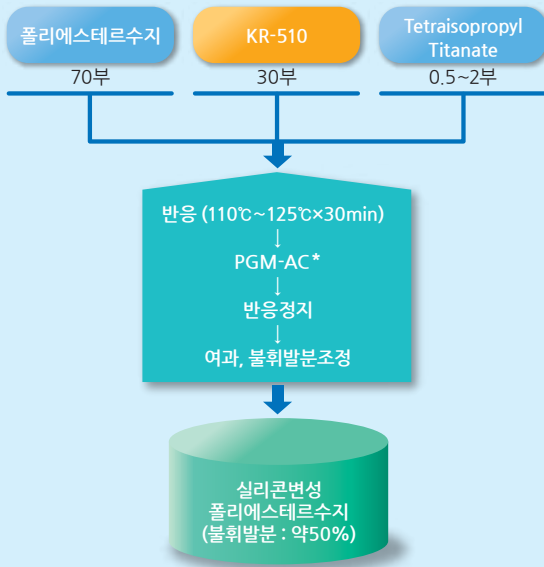 폴리에스테르수지
KR-510
Tetraisopropyl
Titanate
70부
30부
0.5~2부
반응 (110℃~125℃×30min)
↓
PGM-AC*
↓
반응정지
↓
여과, 불휘발분조정
실리콘변성
폴리에스테르수지
(불휘발분 : 약50%)